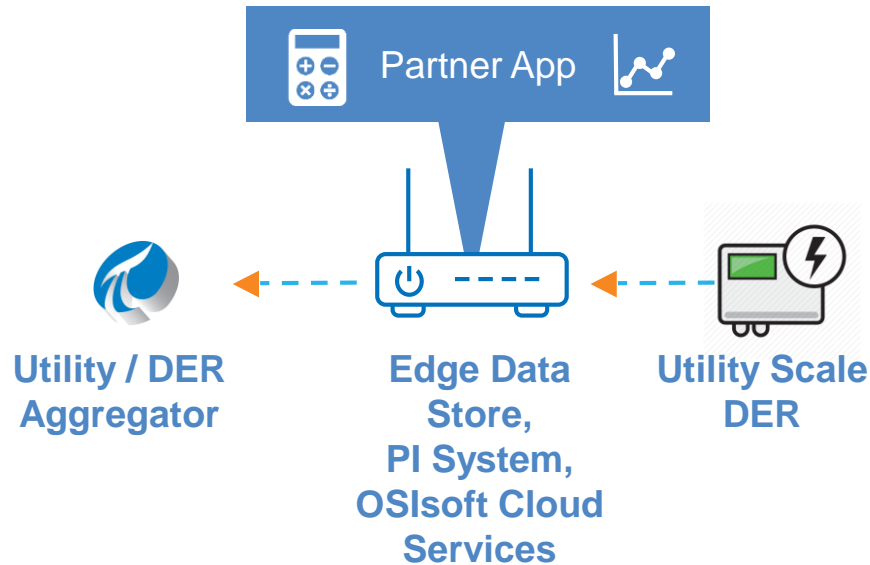 Partner App
Utility / DER
Aggregator
Edge Data
Store,
PI System,
OSIsoft Cloud
Services
Utility Scale
DER